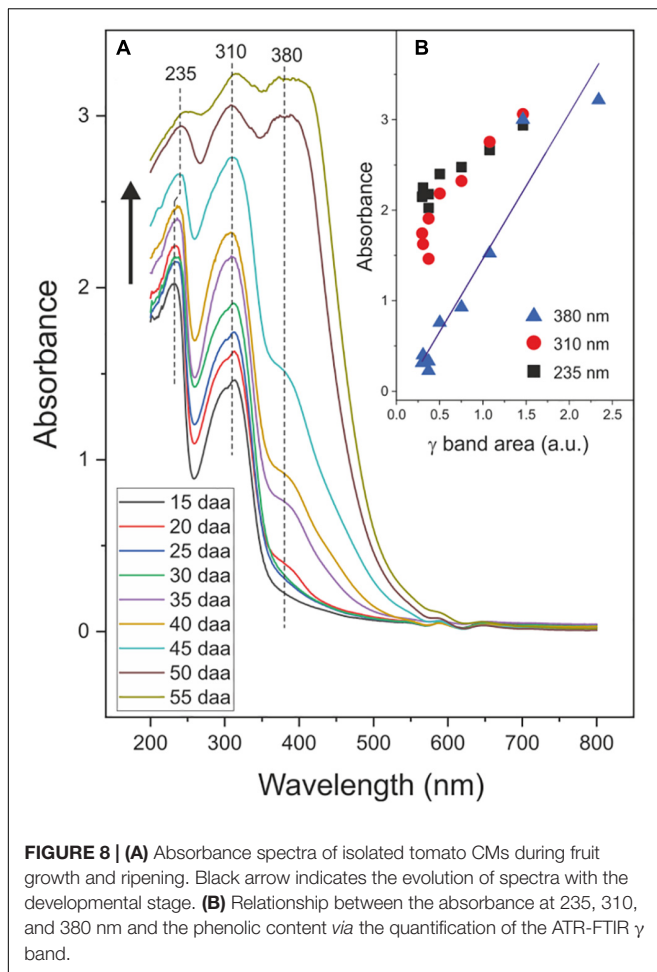 A
235
310
380
3
2
1
0
Absorbance
15 daa
20 daa
25 daa
30 daa
35 daa
40 daa
45 daa
50 daa
55 daa
200 300 400 500 600 700 800
Wavelength (nm)
B
3
2
1
0
Absorbance
380 nm
310 nm
235 nm
0.0 0.5 1.0 1.5 2.0 2.5
γ band area (a.u.)
FIGURE 8 | (A) Absorbance spectra of isolated tomato CMs during fruit
growth and ripening. Black arrow indicates the evolution of spectra with the
developmental stage. (B) Relationship between the absorbance at 235, 310,
and 380 nm and the phenolic content via the quantification of the ATR-FTIR γ
band.